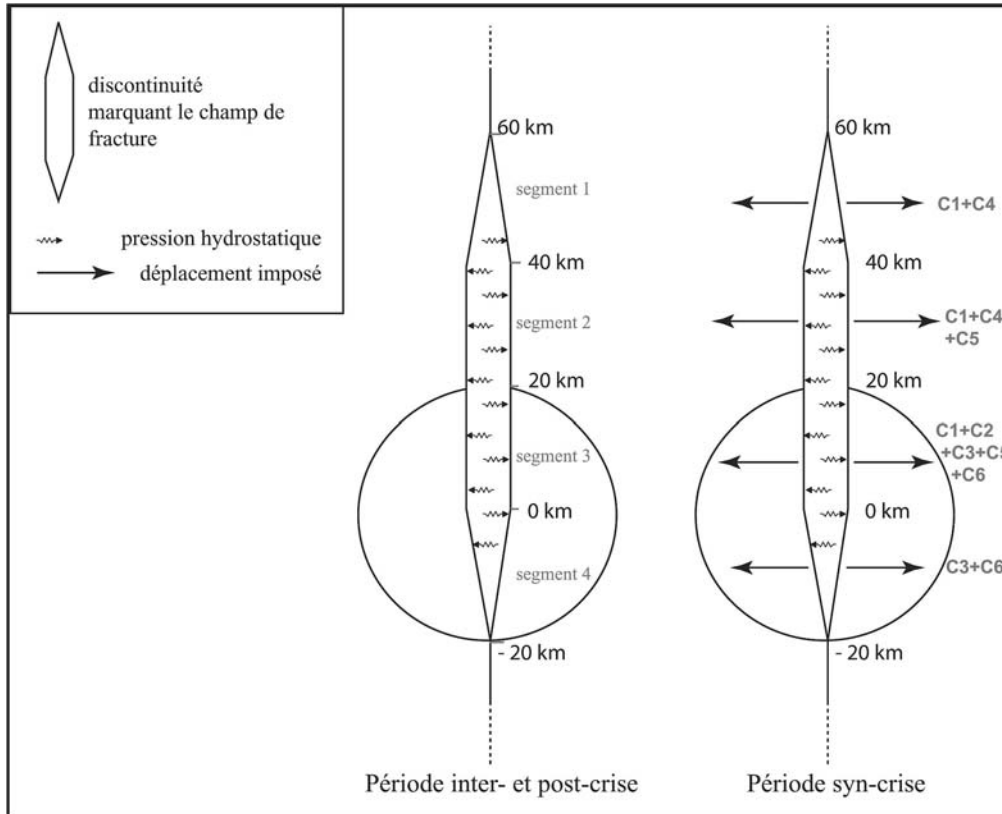 discontinuité
marquant le champ de
fracture
pression hydrostatique
déplacement imposé
60 km
segment 1
40 km
segment 2
20 km
segment 3
0 km
segment 4
- 20 km
Période inter- et post-crise
60 km
C1+C4
40 km
C1+C4
+C5
20 km
C1+C2
+C3+C5
+C6
0 km
C3+C6
- 20 km
Période syn-crise